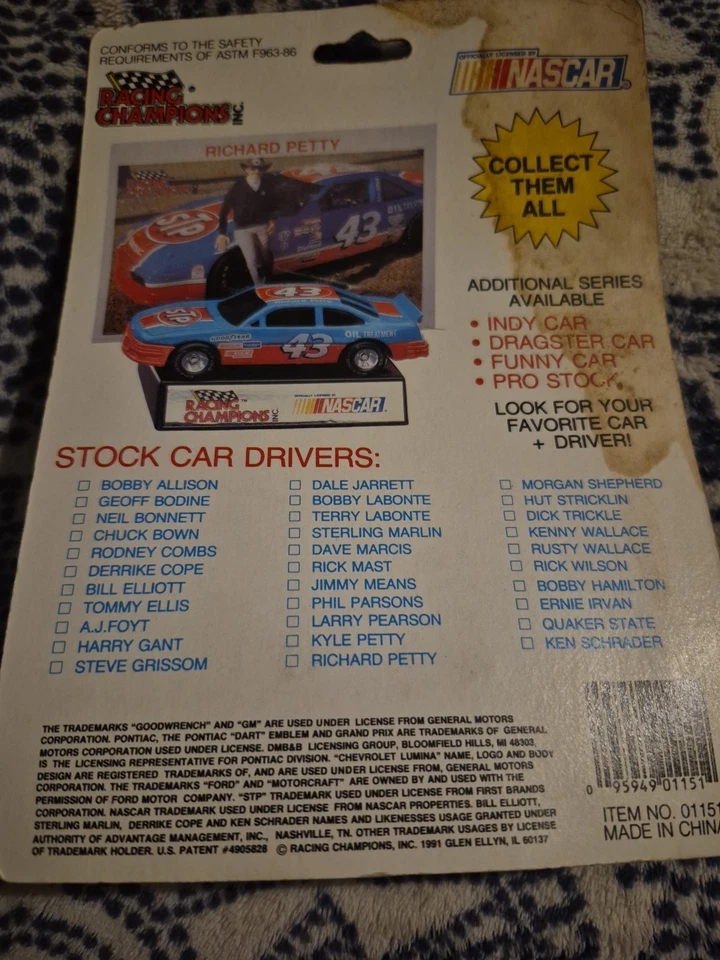 CONFORMS TO THE SAFETY
REQUIREMENTS OF ASTM F963-86
RACING
CHAMPIONS INC.
OFFICIALLY LICENSED BY
NASCAR
RICHARD PETTY
STP
43
OIL
43
STP
GOODYEAR
43
OIL TREATMENT
RACING
CHAMPIONS INC.
NASCAR
COLLECT
THEM
ALL
ADDITIONAL SERIES
AVAILABLE
• INDY CAR
• DRAGSTER CAR
• FUNNY CAR
• PRO STOCK
LOOK FOR YOUR
FAVORITE CAR
+ DRIVER!
STOCK CAR DRIVERS:
BOBBY ALLISON
GEOFF BODINE
NEIL BONNETT
CHUCK BOWN
RODNEY COMBS
DERRIKE COPE
BILL ELLIOTT
TOMMY ELLIS
A.J.FOYT
HARRY GANT
STEVE GRISSOM
DALE JARRETT
BOBBY LABONTE
TERRY LABONTE
STERLING MARLIN
DAVE MARCIS
RICK MAST
JIMMY MEANS
PHIL PARSONS
LARRY PEARSON
KYLE PETTY
RICHARD PETTY
MORGAN SHEPHERD
HUT STRICKLIN
DICK TRICKLE
KENNY WALLACE
RUSTY WALLACE
RICK WILSON
BOBBY HAMILTON
ERNIE IRVAN
QUAKER STATE
KEN SCHRADER
THE TRADEMARKS "GOODWRENCH" AND "GM" ARE USED UNDER LICENSE FROM GENERAL MOTORS
CORPORATION. PONTIAC, THE PONTIAC "DART" EMBLEM AND GRAND PRIX ARE TRADEMARKS OF GENERAL
MOTORS CORPORATION USED UNDER LICENSE. DMB&B LICENSING GROUP, BLOOMFIELD HILLS, MI 48303,
IS THE LICENSING REPRESENTATIVE FOR PONTIAC DIVISION. "CHEVROLET LUMINA" NAME, LOGO AND BODY
DESIGN ARE REGISTERED TRADEMARKS OF, AND ARE USED UNDER LICENSE FROM, GENERAL MOTORS
CORPORATION. THE TRADEMARKS "FORD" AND "MOTORCRAFT" ARE OWNED BY AND USED WITH THE
PERMISSION OF FORD MOTOR COMPANY. "STP" TRADEMARK USED UNDER LICENSE FROM FIRST BRANDS
CORPORATION. NASCAR TRADEMARK USED UNDER LICENSE FROM NASCAR PROPERTIES. BILL ELLIOTT,
STERLING MARLIN, DERRIKE COPE AND KEN SCHRADER NAMES AND LIKENESSES USAGE GRANTED UNDER
AUTHORITY OF ADVANTAGE MANAGEMENT, INC., NASHVILLE, TN. OTHER TRADEMARK USAGES BY LICENSE
OF TRADEMARK HOLDER. U.S. PATENT #4905828 © RACING CHAMPIONS, INC. 1991 GLEN ELLYN, IL 60137
0 95949 01151
ITEM NO. 01151
MADE IN CHINA